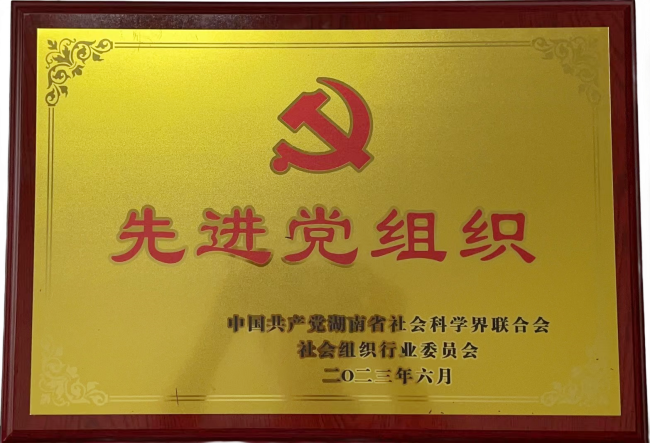 先进党组织
中国共产党湖南省社会科学界联合会
社会组织行业委员会
二〇二三年六月